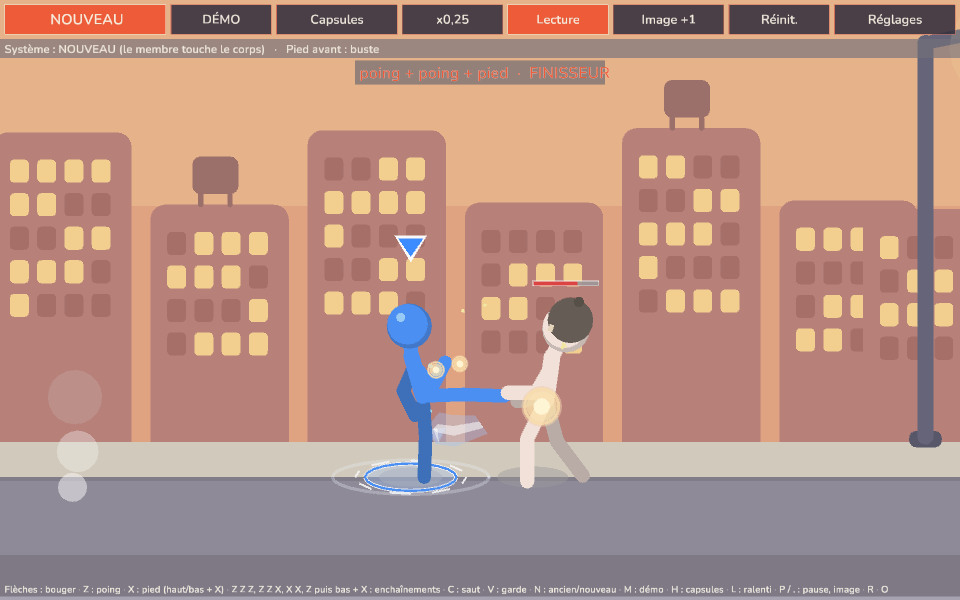 NOUVEAU DÉMO Capsules x0,25 Lecture Image +1 Réinit. Réglages
Système : NOUVEAU (le membre touche le corps) · Pied avant : buste
poing + poing + pied · FINISSEUR
Flèches : bouger · Z : poing · X : pied (haut/bas + X) · Z Z Z, Z Z X, X X, Z puis bas + X : enchaînements · C : saut · V : garde · N : ancien/nouveau · M : démo · H : capsules · L : ralenti · P / . : pause, image · R · O